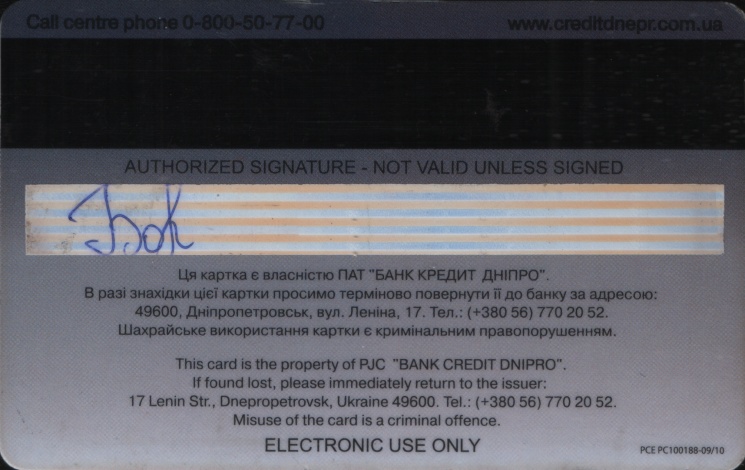 Call centre phone 0-800-50-77-00
www.creditdnepr.com.ua
AUTHORIZED SIGNATURE - NOT VALID UNLESS SIGNED
Ця картка є власністю ПАТ "БАНК КРЕДИТ ДНІПРО".
В разі знахідки цієї картки просимо терміново повернути її до банку за адресою:
49600, Дніпропетровськ, вул. Леніна, 17. Тел.: (+380 56) 770 20 52.
Шахрайське використання картки є кримінальним правопорушенням.
This card is the property of PJC "BANK CREDIT DNIPRO".
If found lost, please immediately return to the issuer:
17 Lenin Str., Dnepropetrovsk, Ukraine 49600. Tel.: (+380 56) 770 20 52.
Misuse of the card is a criminal offence.
ELECTRONIC USE ONLY
PCE PC100188-09/10